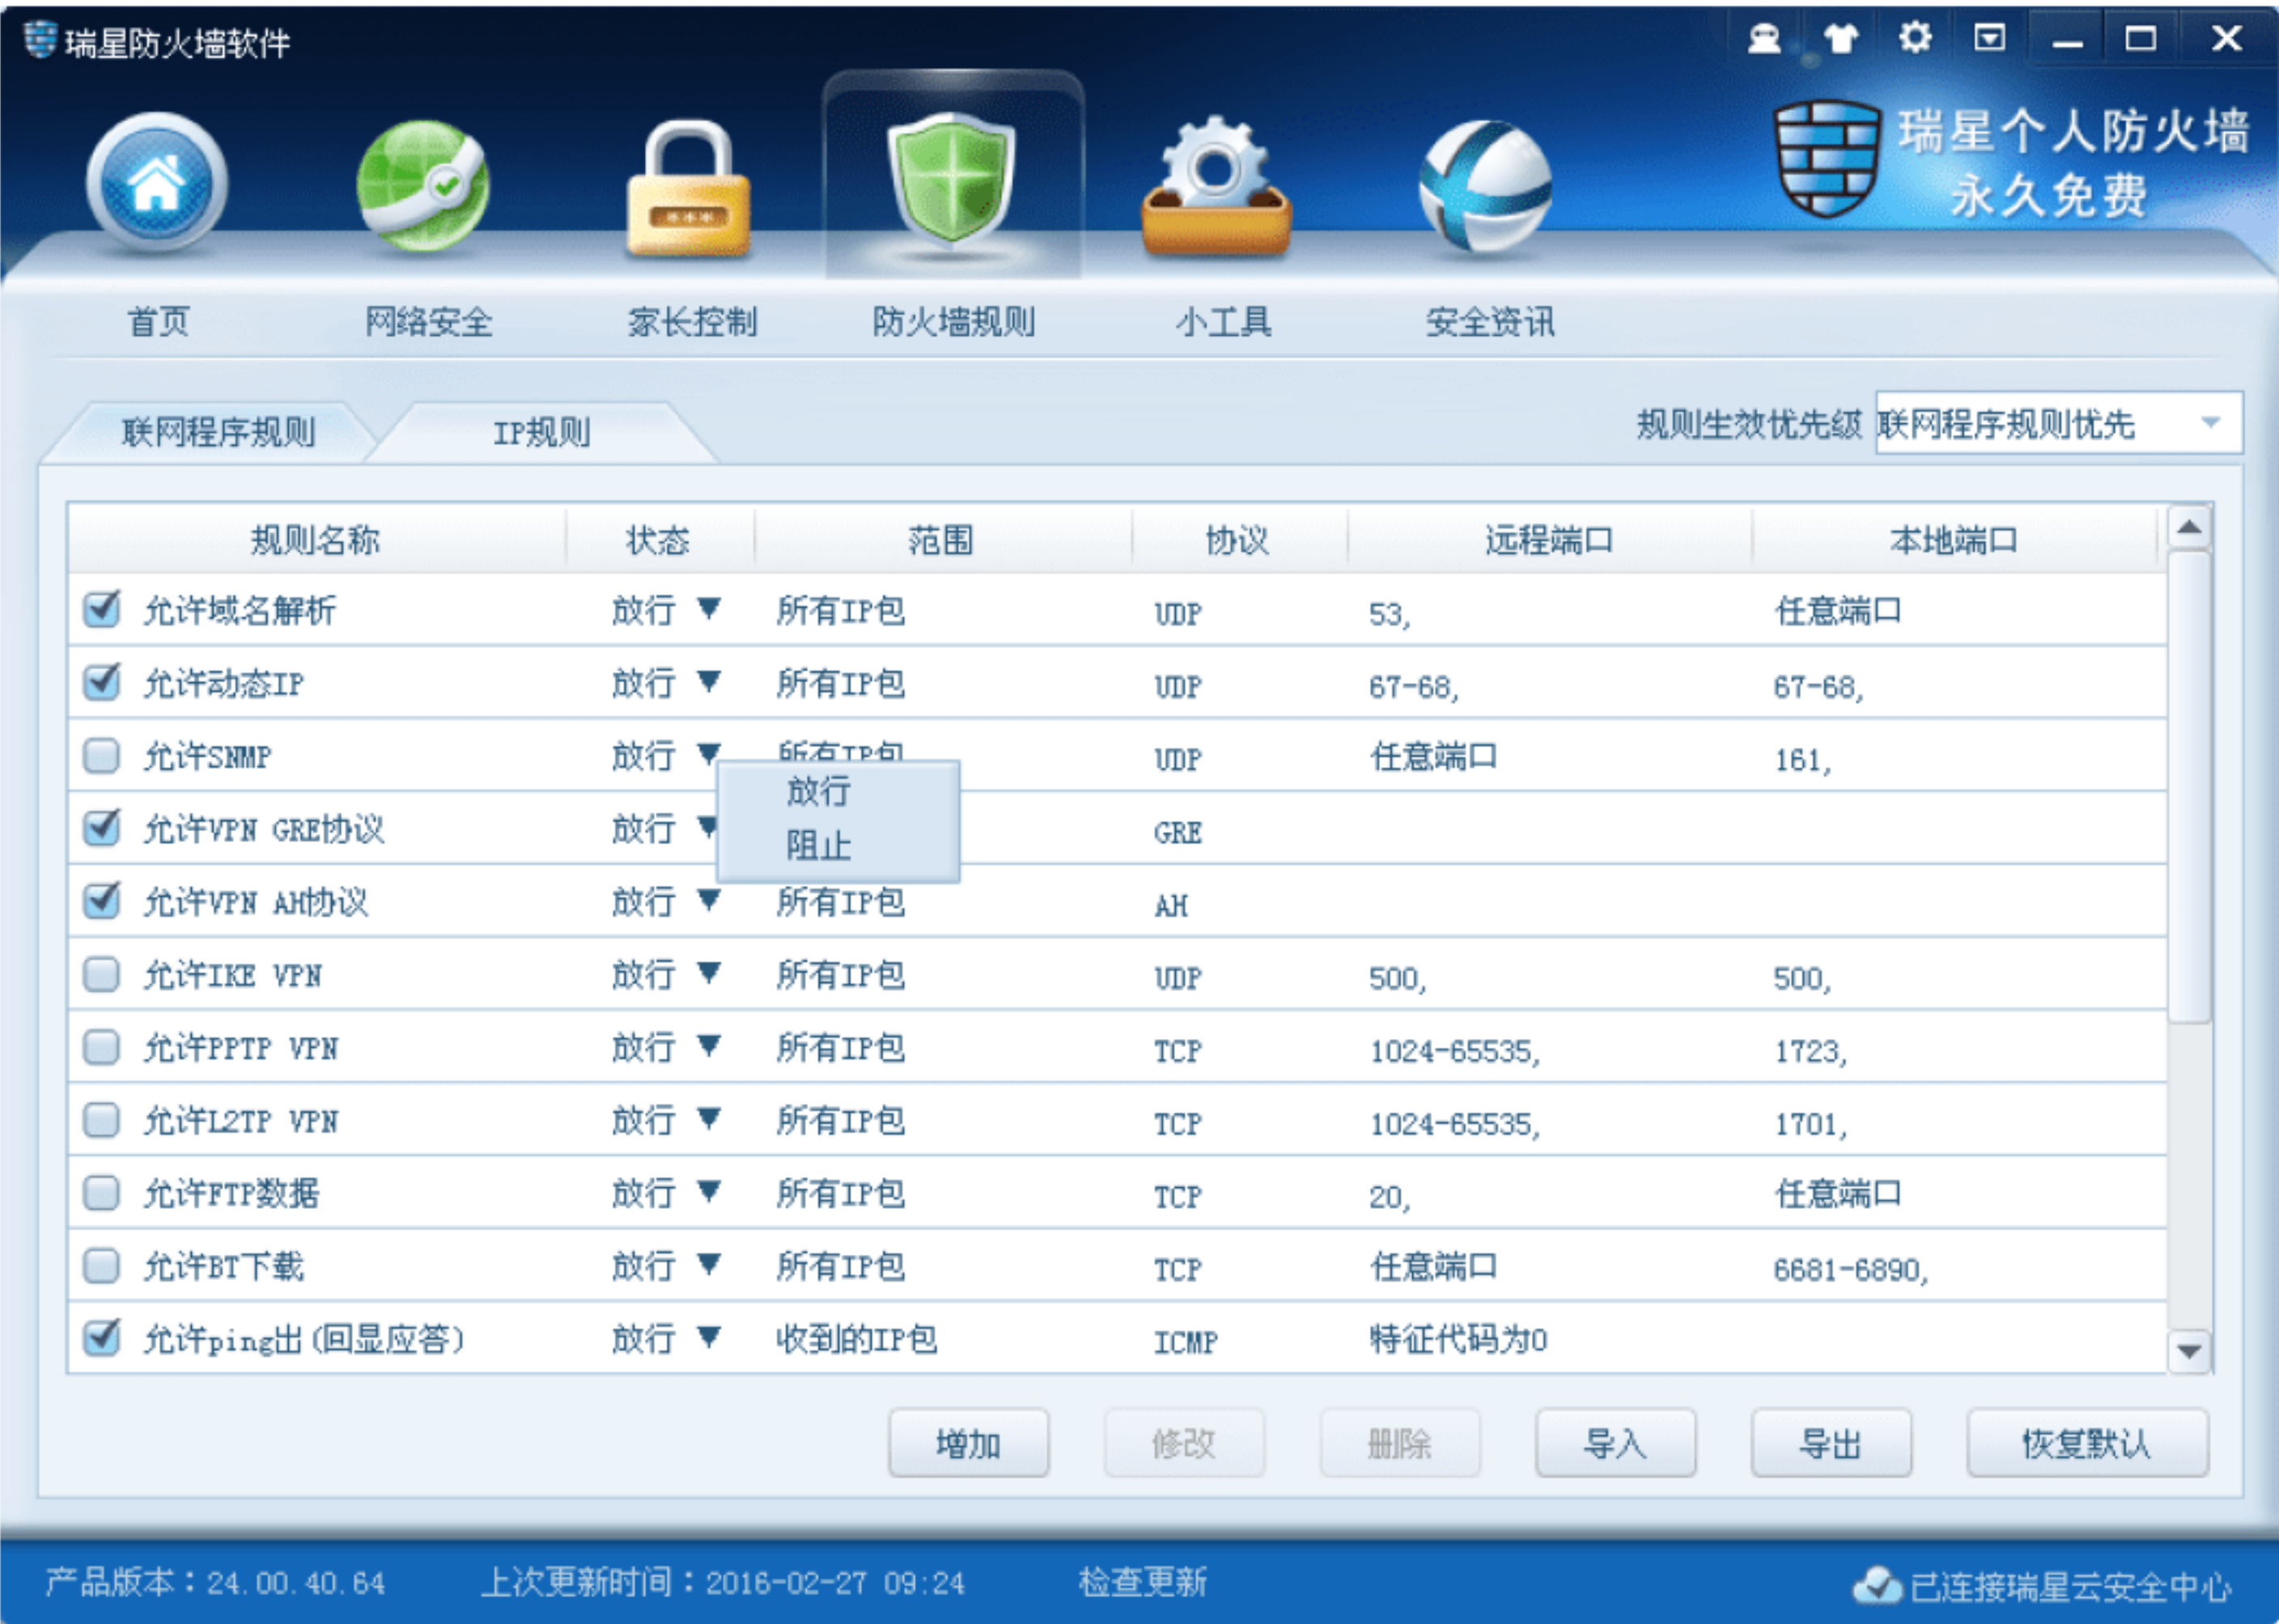 瑞星防火墙软件
瑞星个人防火墙
永久免费
首页 网络安全 家长控制 防火墙规则 小工具 安全资讯
联网程序规则 IP规则 规则生效优先级 联网程序规则优先
规则名称 状态 范围 协议 远程端口 本地端口
允许域名解析 放行 所有IP包 UDP 53, 任意端口
允许动态IP 放行 所有IP包 UDP 67-68, 67-68,
允许SNMP 放行 所有IP包 UDP 任意端口 161,
放行
允许VPN GRE协议 放行 GRE
阻止
允许VPN AH协议 放行 所有IP包 AH
允许IKE VPN 放行 所有IP包 UDP 500, 500,
允许PPTP VPN 放行 所有IP包 TCP 1024-65535, 1723,
允许L2TP VPN 放行 所有IP包 TCP 1024-65535, 1701,
允许FTP数据 放行 所有IP包 TCP 20, 任意端口
允许BT下载 放行 所有IP包 TCP 任意端口 6681-6890,
允许ping出(回显应答) 放行 收到的IP包 ICMP 特征代码为0
增加 修改 删除 导入 导出 恢复默认
产品版本：24.00.40.64 上次更新时间：2016-02-27 09:24 检查更新 已连接瑞星云安全中心